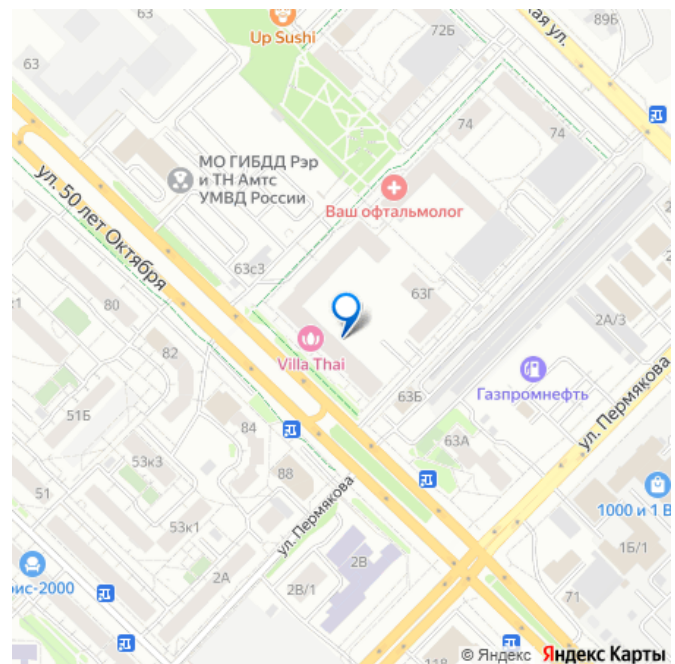 Up Sushi
72Б
ая ул.
89Б
63
63
74
74
МО ГИБДД Рэр
и ТН Амтс
УМВД России
Ваш офтальмолог
ул. 50 лет Октября
63с3
63Г
2А/3
80
82
Villa Thai
63Б
Газпромнефть
ул. Пермякова
51Б
84
63А
53к3
88
51
1000 и 1 В
53к1
ул. Пермякова
1Б/1
2А
2В/1
2В
71
ис-2000
118
© Яндекс Яндекс Карты